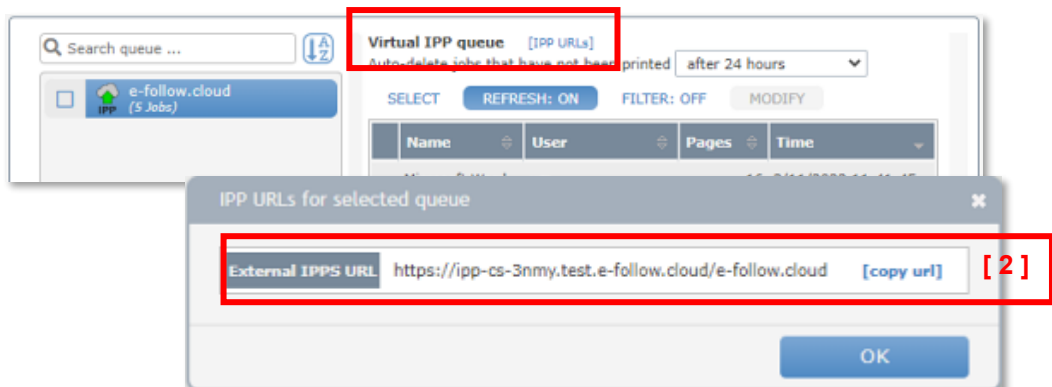 Search queue ...
A
Z
Virtual IPP queue [IPP URLs]
Auto-delete jobs that have not been printed after 24 hours
e-follow.cloud
IPP (5 Jobs)
SELECT REFRESH: ON FILTER: OFF MODIFY
Name User Pages Time
IPP URLs for selected queue
External IPPS URL https://ipp-cs-3nmy.test.e-follow.cloud/e-follow.cloud [copy url]
[ 2 ]
OK